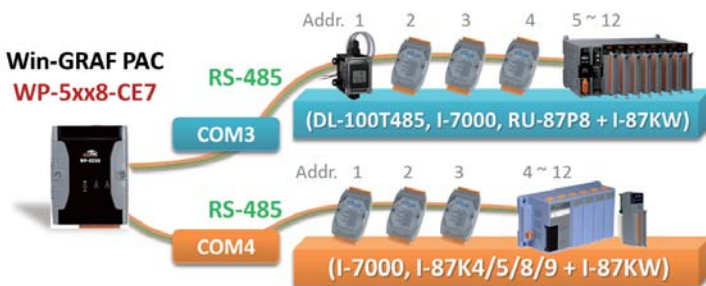 Addr. 1 2 3 4 5 ~ 12
Win-GRAF PAC
WP-5xx8-CE7
RS-485
COM3
(DL-100T485, I-7000, RU-87P8 + I-87KW)
Addr. 1 2 3 4 ~ 12
RS-485
COM4
(I-7000, I-87K4/5/8/9 + I-87KW)